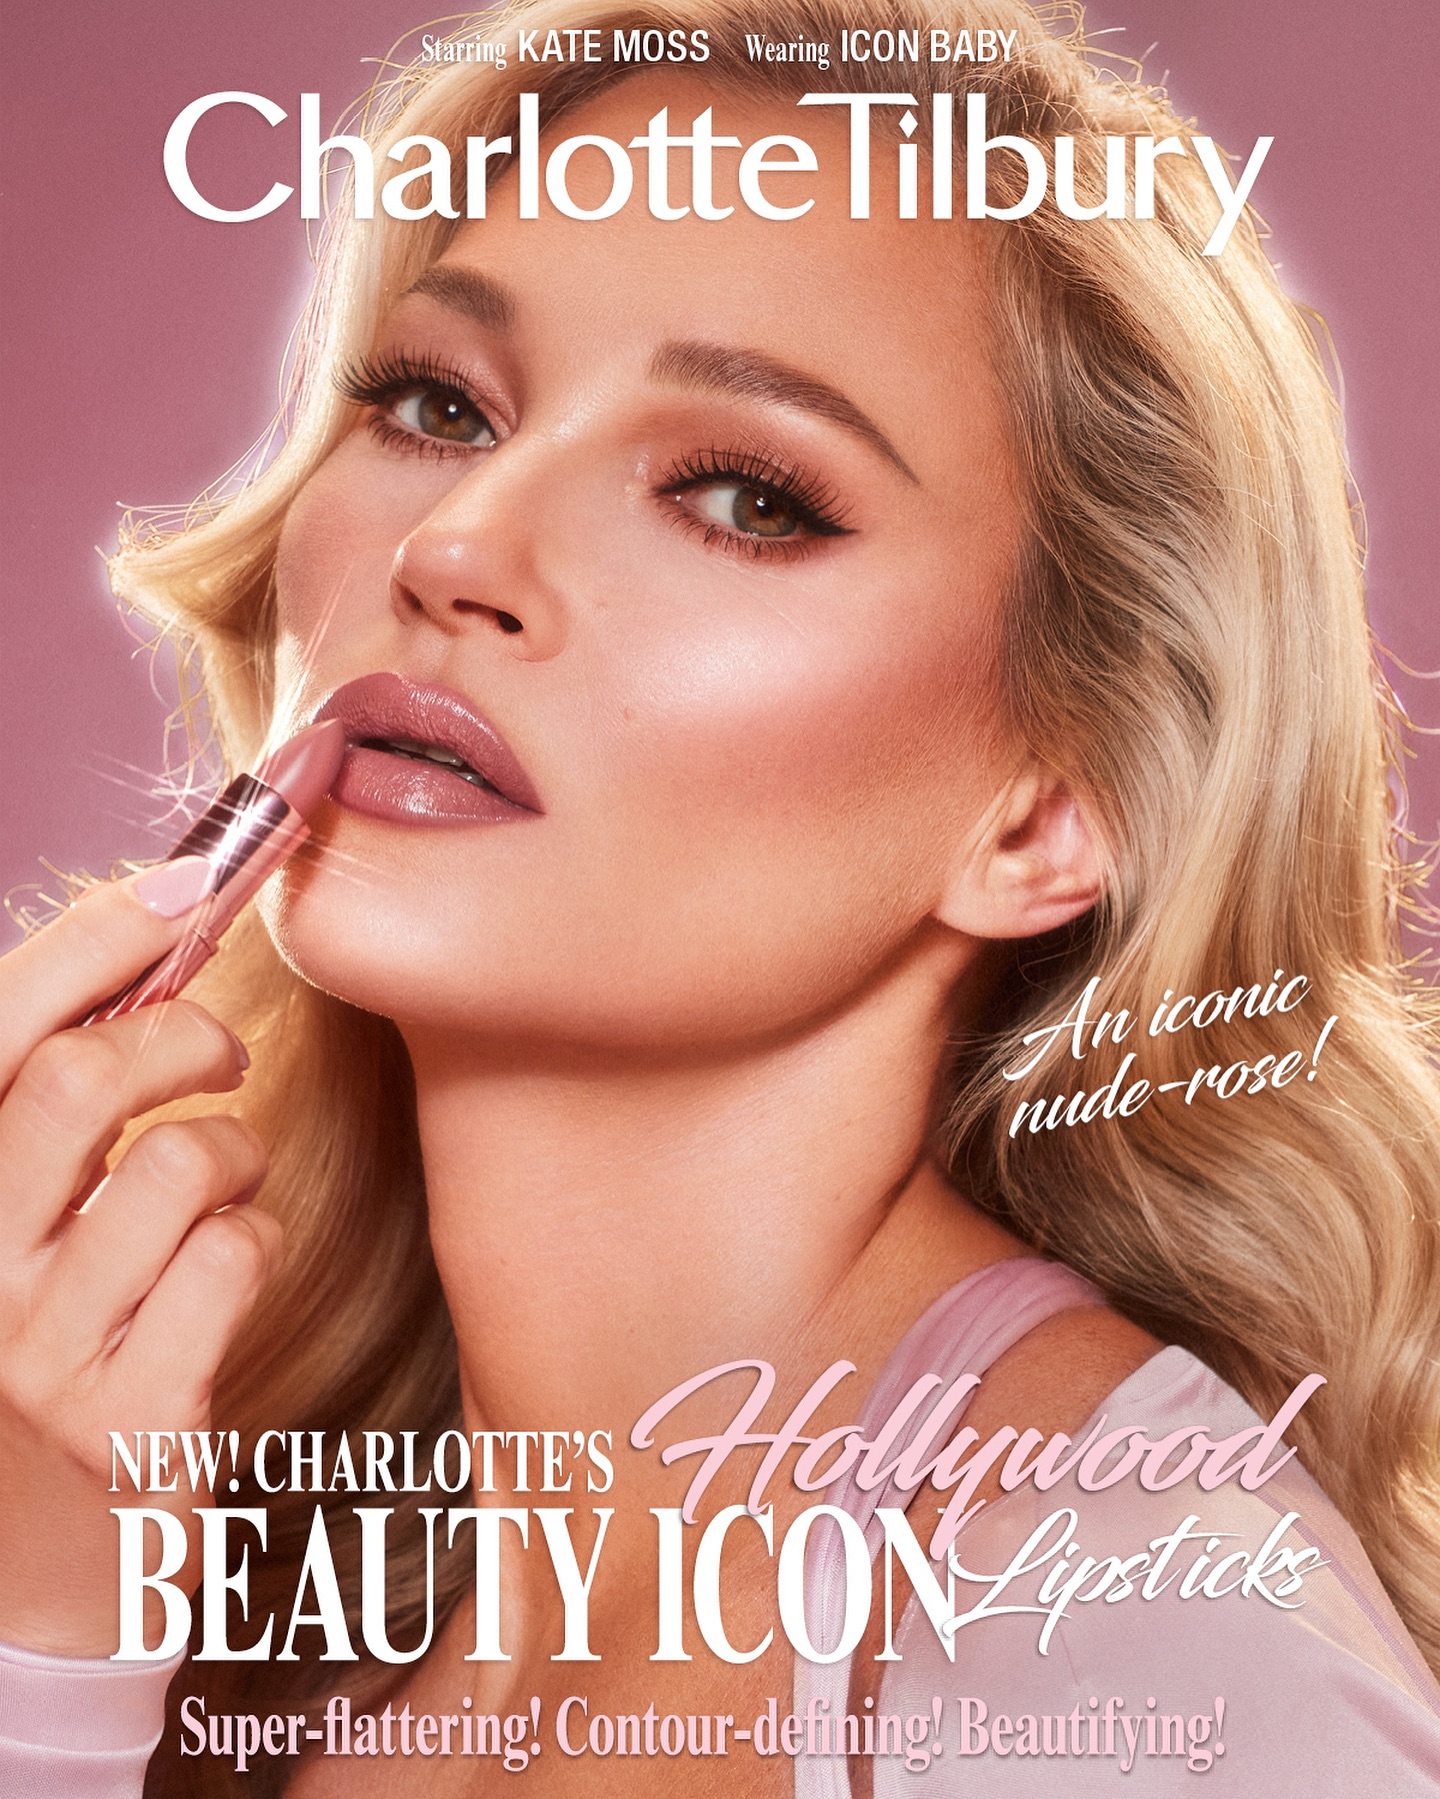 Starring KATE MOSS Wearing ICON BABY
Charlotte Tilbury
An iconic
nude-rose!
NEW! CHARLOTTE'S Hollywood
BEAUTY ICON Lipsticks
Super-flattering! Contour-defining! Beautifying!